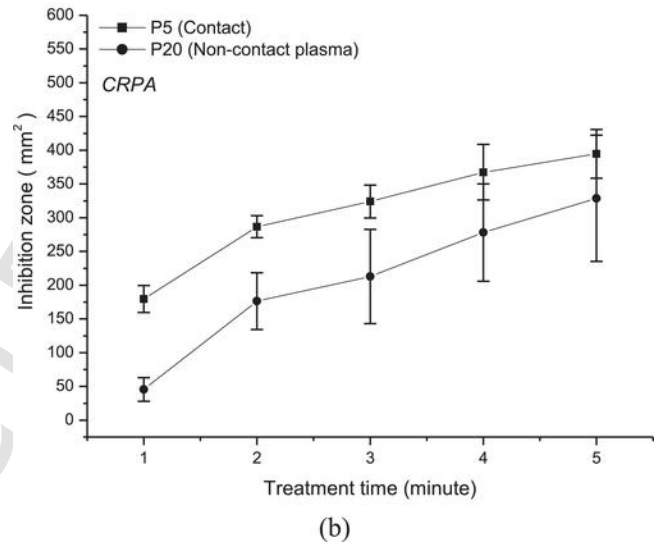 600
550
500
450
400
350
300
250
200
150
100
50
0
Inhibition zone ( mm²)
P5 (Contact)
P20 (Non-contact plasma)
CRPA
1 2 3 4 5
Treatment time (minute)
(b)